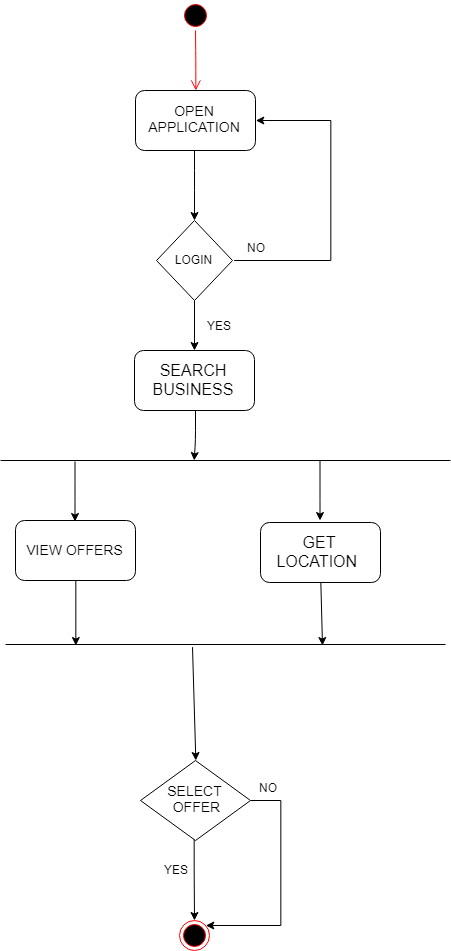 OPEN
APPLICATION
LOGIN
NO
YES
SEARCH
BUSINESS
VIEW OFFERS
GET
LOCATION
SELECT
OFFER
NO
YES